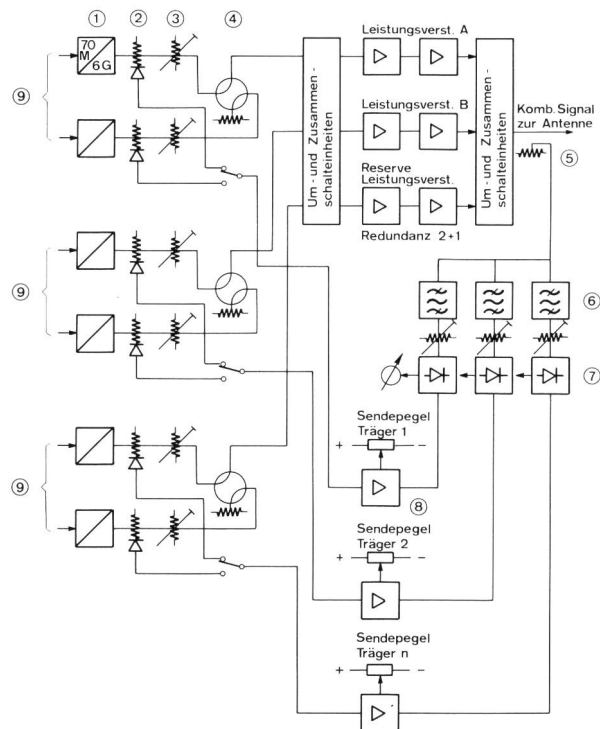 ① ② ③ ④
70
M
6G
⑨
Um- und Zusammen-
schalteinheiten
Leistungsverst. A
Leistungsverst. B
Reserve
Leistungsverst.
Redundanz 2+1
Um- und Zusammen-
schalteinheiten
Komb. Signal
zur Antenne
⑤
⑨
⑥
⑦
Sendepegel
Träger 1
+ −
⑧
⑨
Sendepegel
Träger 2
+ −
Sendepegel
Träger n
+ −